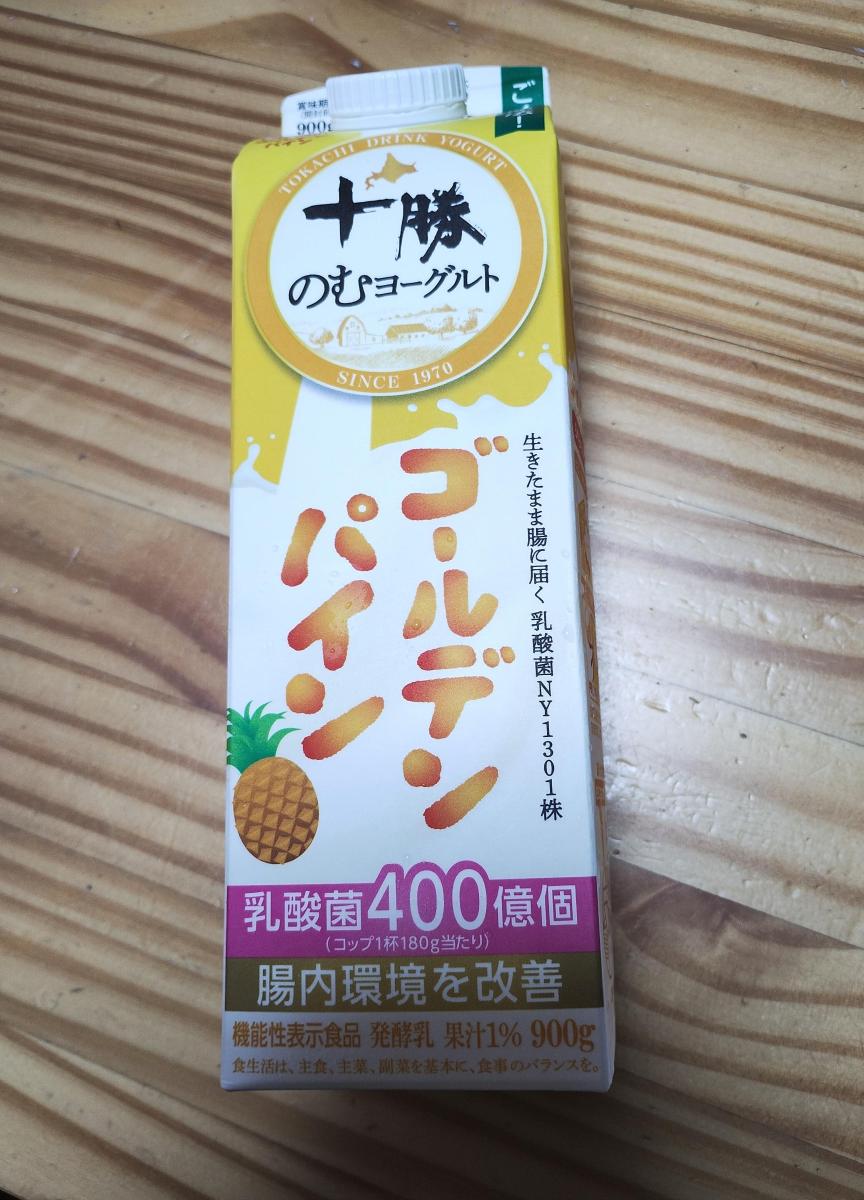 賞味期
900g
TOKACHI DRINK YOGURT
十勝
のむヨーグルト
SINCE 1970
生きたまま腸に届く 乳酸菌NY1301株
ゴールデン
パイン
乳酸菌400億個
(コップ1杯180g当たり)
腸内環境を改善
機能性表示食品 発酵乳 果汁1% 900g
食生活は、主食、主菜、副菜を基本に、食事のバランスを。